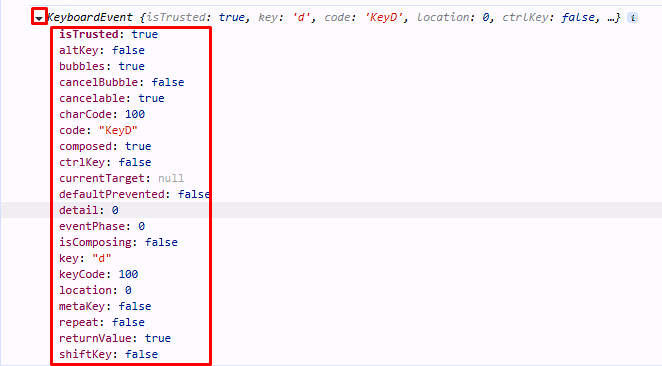 KeyboardEvent {isTrusted: true, key: 'd', code: 'KeyD', location: 0, ctrlKey: false, …} i
isTrusted: true
altKey: false
bubbles: true
cancelBubble: false
cancelable: true
charCode: 100
code: "KeyD"
composed: true
ctrlKey: false
currentTarget: null
defaultPrevented: false
detail: 0
eventPhase: 0
isComposing: false
key: "d"
keyCode: 100
location: 0
metaKey: false
repeat: false
returnValue: true
shiftKey: false